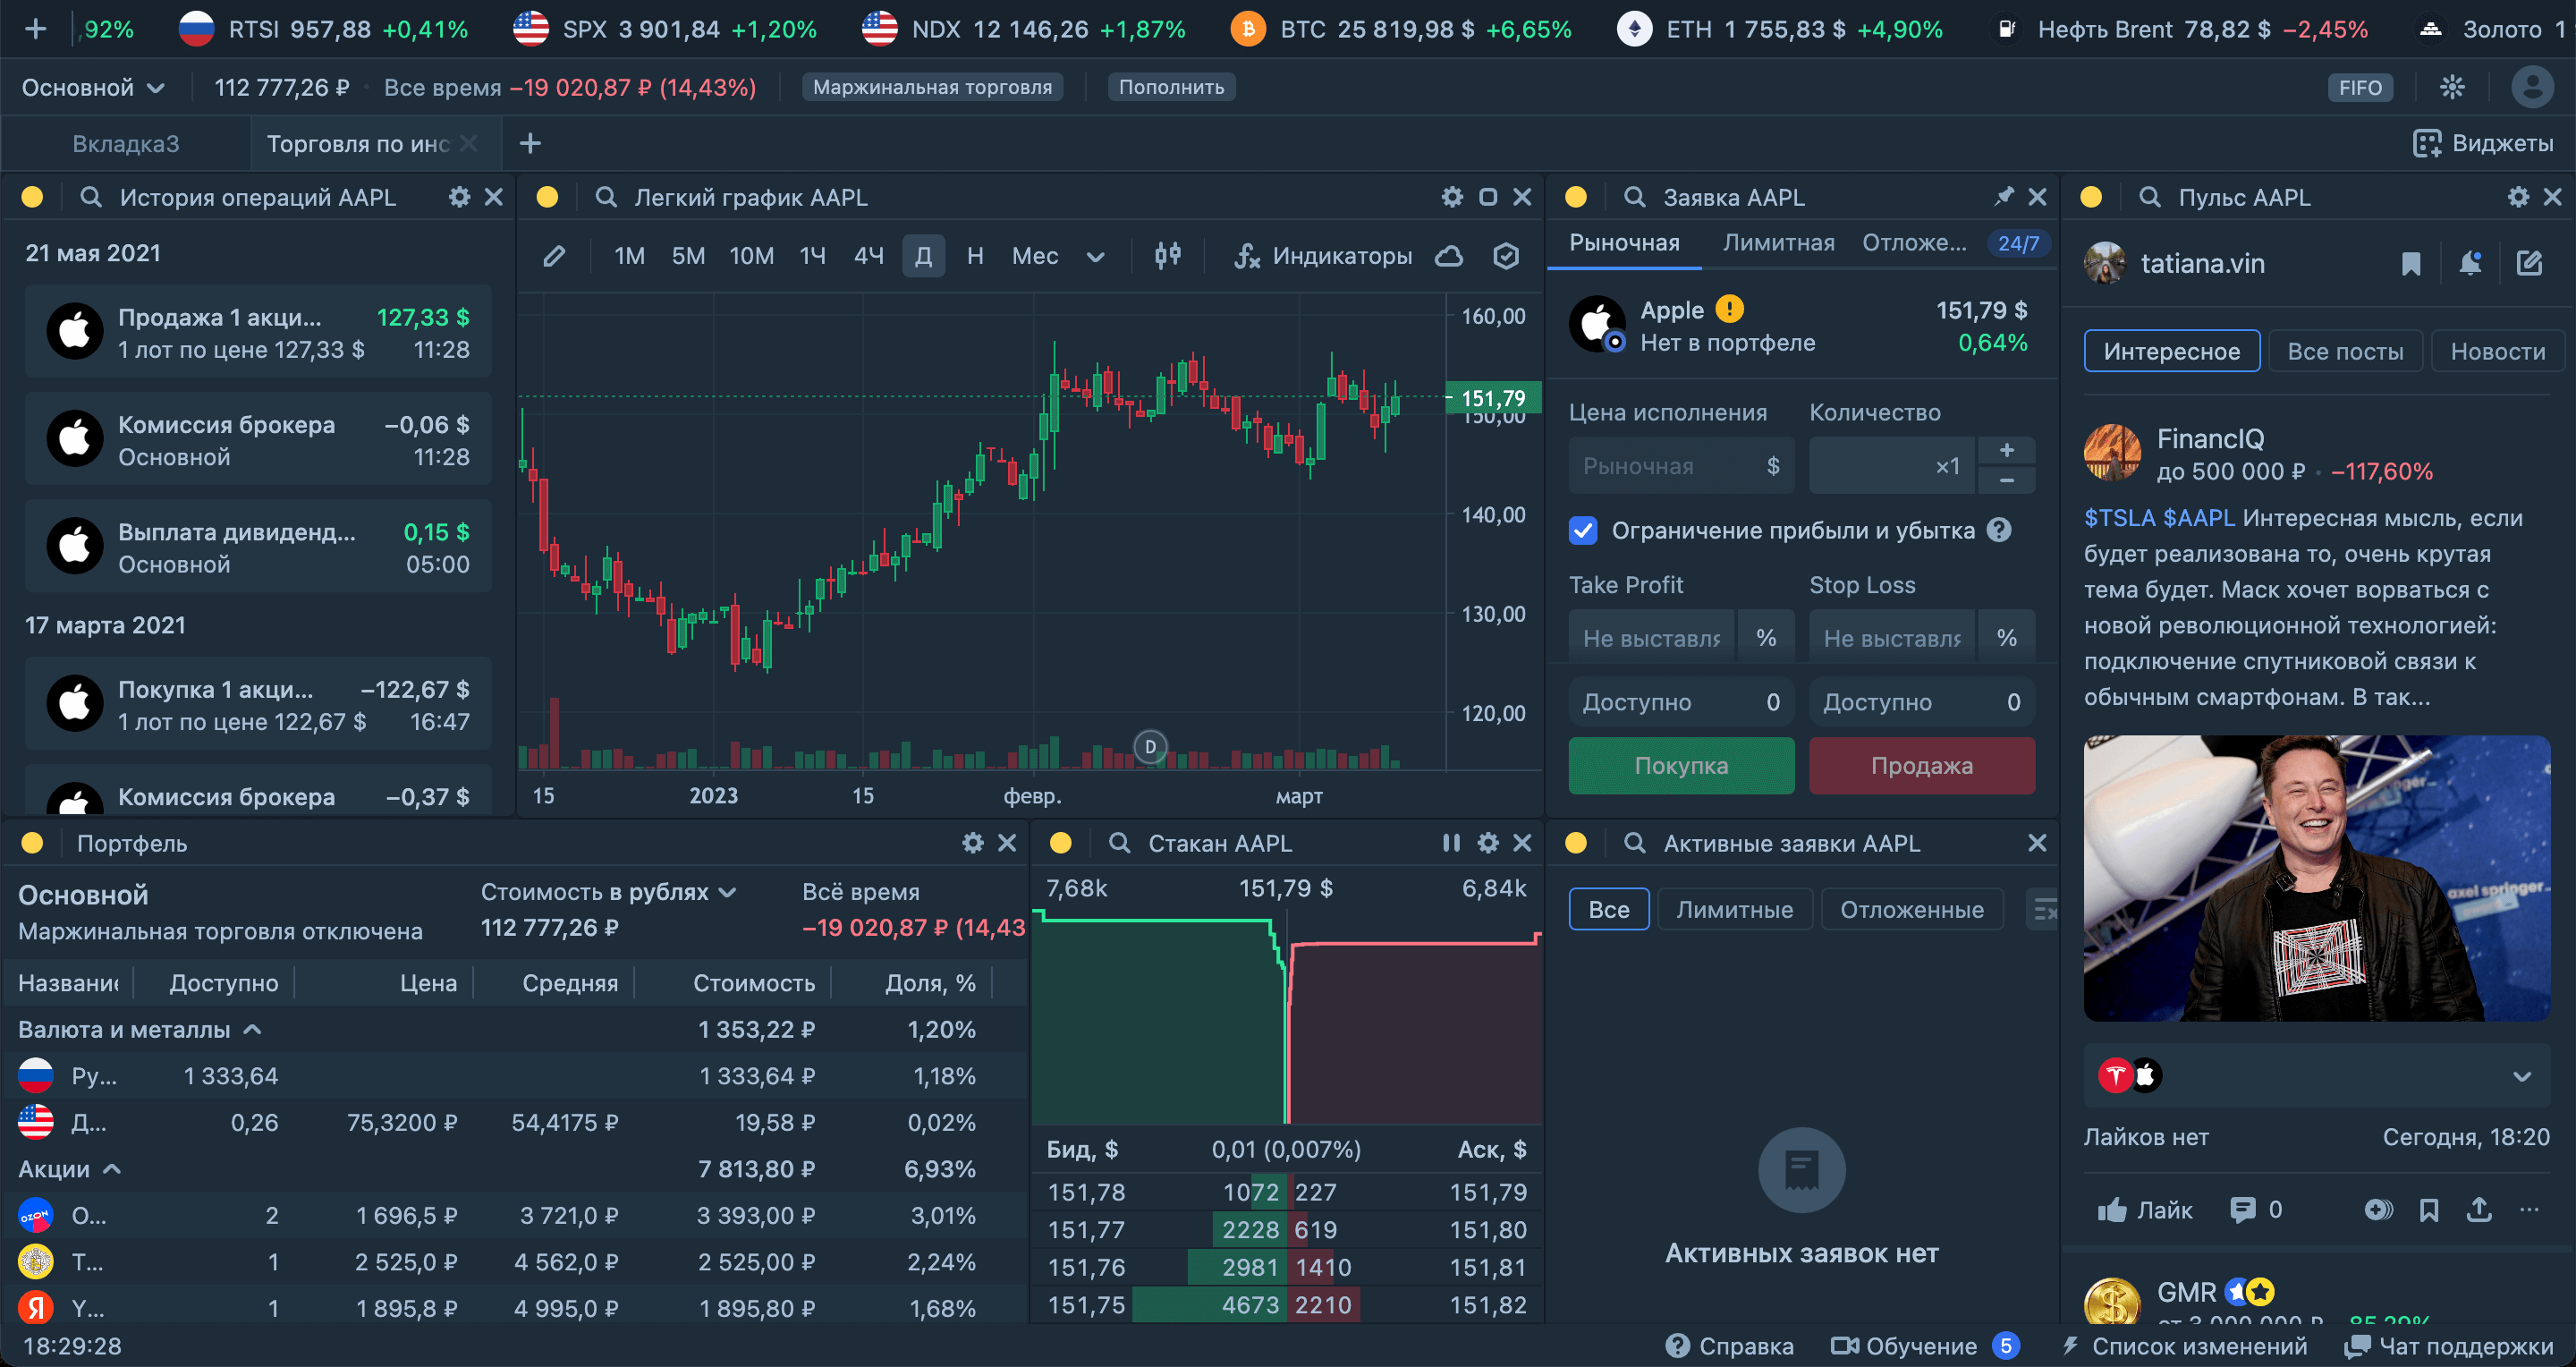 ,92% RTSI 957,88 +0,41% SPX 3 901,84 +1,20% NDX 12 146,26 +1,87% BTC 25 819,98 $ +6,65% ETH 1 755,83 $ +4,90% Нефть Brent 78,82 $ −2,45% Золото 1
Основной 112 777,26 ₽ · Все время −19 020,87 ₽ (14,43%) Маржинальная торговля Пополнить FIFO
Вкладка3 Торговля по инс Виджеты
История операций AAPL
21 мая 2021
Продажа 1 акци... 127,33 $
1 лот по цене 127,33 $ 11:28
Комиссия брокера −0,06 $
Основной 11:28
Выплата дивиденд... 0,15 $
Основной 05:00
17 марта 2021
Покупка 1 акци... −122,67 $
1 лот по цене 122,67 $ 16:47
Комиссия брокера −0,37 $
Легкий график AAPL
1М 5М 10М 1Ч 4Ч Д Н Мес Индикаторы
160,00
151,79
150,00
140,00
130,00
120,00
D
15 2023 15 февр. март
Заявка AAPL
Рыночная Лимитная Отложе... 24/7
Apple 151,79 $
Нет в портфеле 0,64%
Цена исполнения Количество
Рыночная $ ×1 + −
Ограничение прибыли и убытка ?
Take Profit Stop Loss
Не выставля % Не выставля %
Доступно 0 Доступно 0
Покупка Продажа
Пульс AAPL
tatiana.vin
Интересное Все посты Новости
FinancIQ
до 500 000 ₽ · −117,60%
$TSLA $AAPL Интересная мысль, если
будет реализована то, очень крутая
тема будет. Маск хочет ворваться с
новой революционной технологией:
подключение спутниковой связи к
обычным смартфонам. В так...
axel springer
Лайков нет Сегодня, 18:20
Лайк 0
GMR
от 3 000 000 ₽ 85,29%
Портфель
Основной Стоимость в рублях Всё время
Маржинальная торговля отключена 112 777,26 ₽ −19 020,87 ₽ (14,43
Название Доступно Цена Средняя Стоимость Доля, %
Валюта и металлы 1 353,22 ₽ 1,20%
Ру... 1 333,64 1 333,64 ₽ 1,18%
Д... 0,26 75,3200 ₽ 54,4175 ₽ 19,58 ₽ 0,02%
Акции 7 813,80 ₽ 6,93%
OZON O... 2 1 696,5 ₽ 3 721,0 ₽ 3 393,00 ₽ 3,01%
T... 1 2 525,0 ₽ 4 562,0 ₽ 2 525,00 ₽ 2,24%
Я Y... 1 1 895,8 ₽ 4 995,0 ₽ 1 895,80 ₽ 1,68%
Стакан AAPL
7,68k 151,79 $ 6,84k
Бид, $ 0,01 (0,007%) Аск, $
151,78 1072 227 151,79
151,77 2228 619 151,80
151,76 2981 1410 151,81
151,75 4673 2210 151,82
Активные заявки AAPL
Все Лимитные Отложенные
Активных заявок нет
18:29:28 Справка Обучение 5 Список изменений Чат поддержки